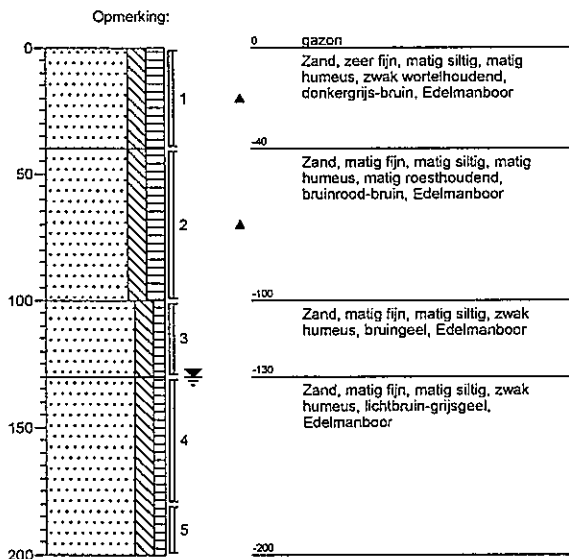 Opmerking:
0
0 gazon
Zand, zeer fijn, matig siltig, matig
humeus, zwak wortelhoudend,
donkergrijs-bruin, Edelmanboor
1
-40
50
Zand, matig fijn, matig siltig, matig
humeus, matig roesthoudend,
bruinrood-bruin, Edelmanboor
2
100
-100
Zand, matig fijn, matig siltig, zwak
humeus, bruingeel, Edelmanboor
3
-130
Zand, matig fijn, matig siltig, zwak
humeus, lichtbruin-grijsgeel,
Edelmanboor
150
4
5
200
-200